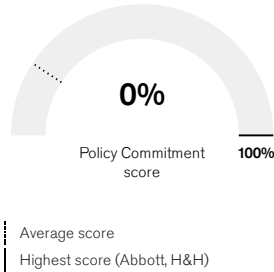 0%
Policy Commitment
score
100%
Average score
Highest score (Abbott, H&H)